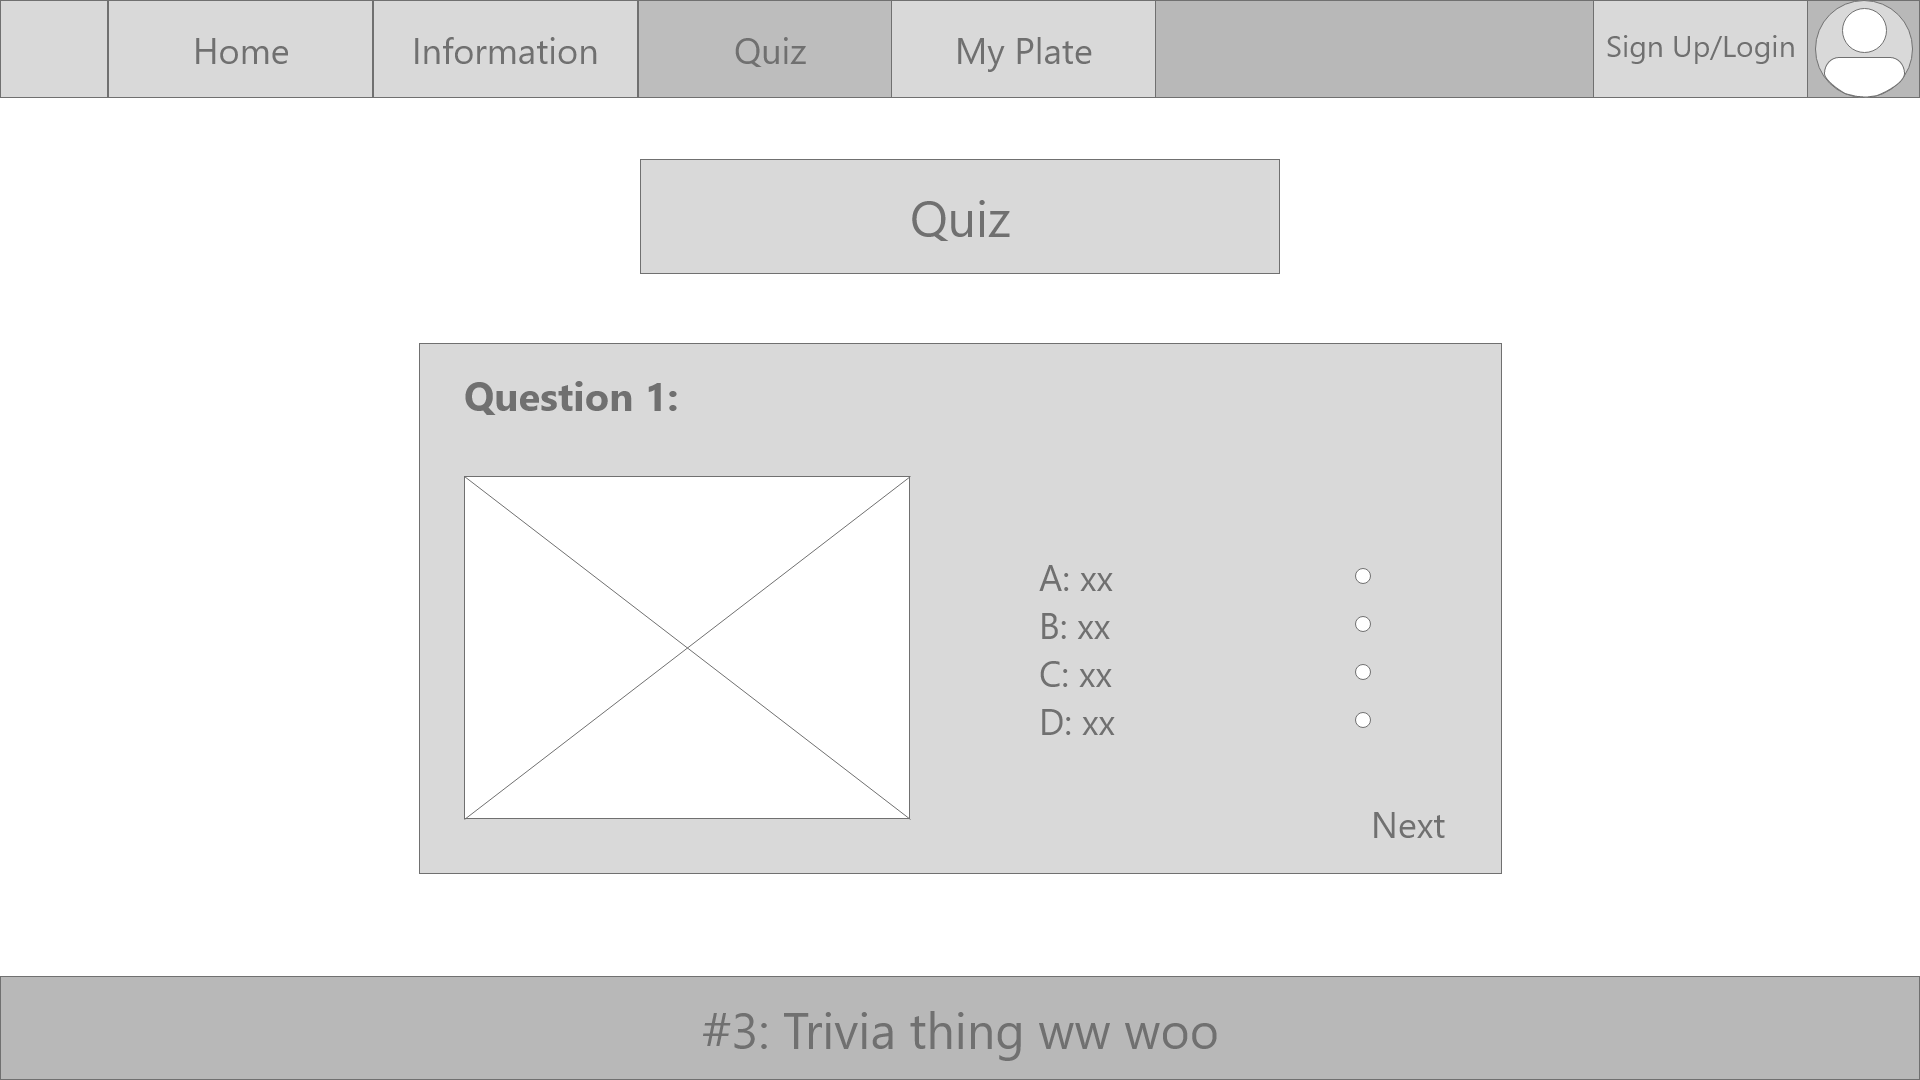 Home Information Quiz My Plate Sign Up/Login
Quiz
Question 1:
A: xx
B: xx
C: xx
D: xx
Next
#3: Trivia thing ww woo